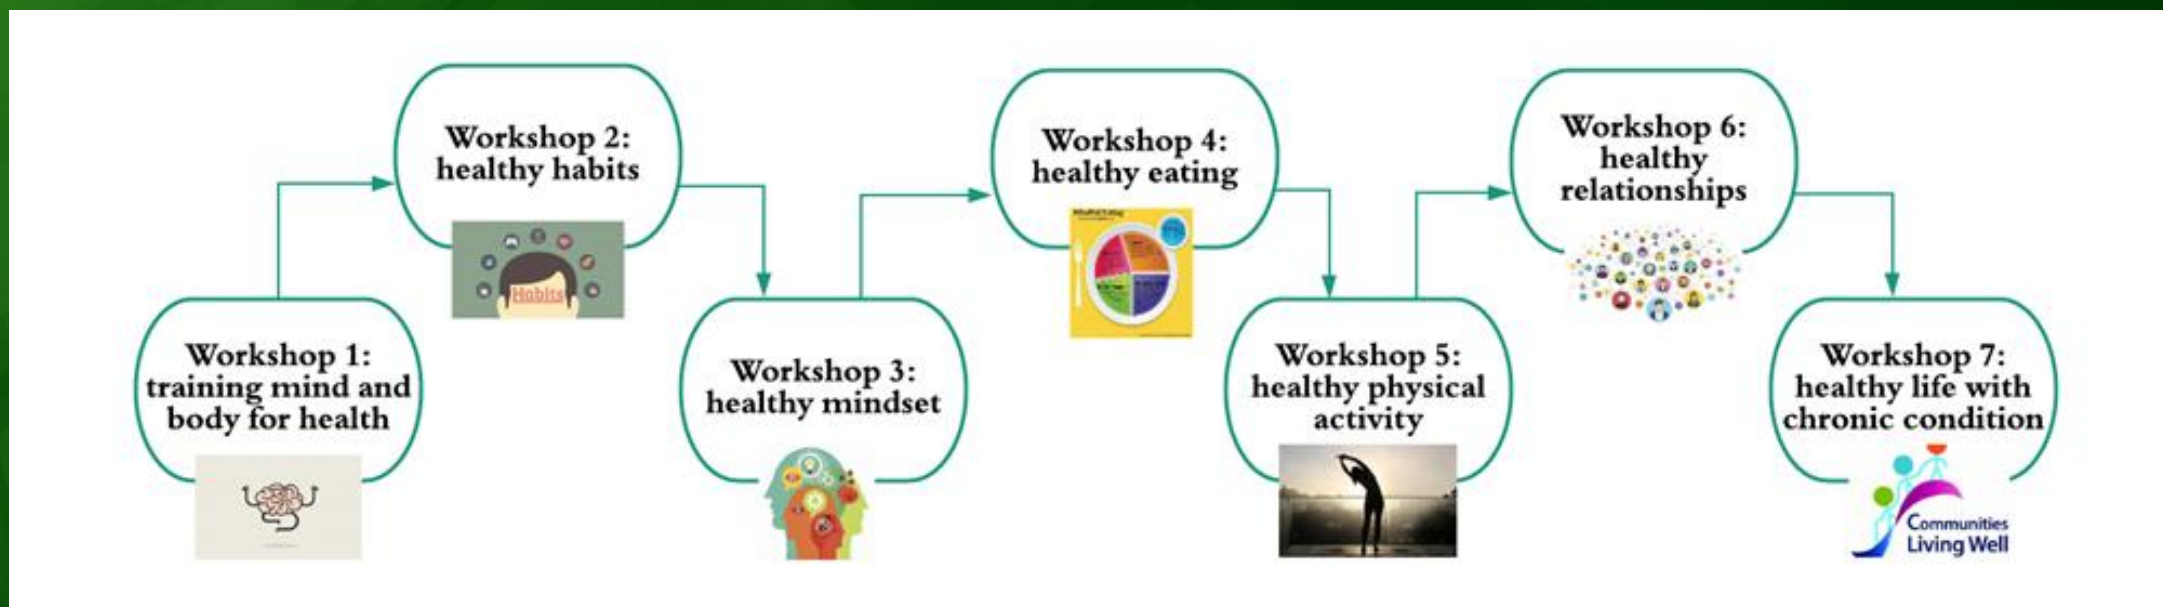 Workshop 1:
training mind and
body for health
Workshop 2:
healthy habits
Habits
Workshop 3:
healthy mindset
Workshop 4:
healthy eating
Workshop 5:
healthy physical
activity
Workshop 6:
healthy
relationships
Workshop 7:
healthy life with
chronic condition
Communities
Living Well